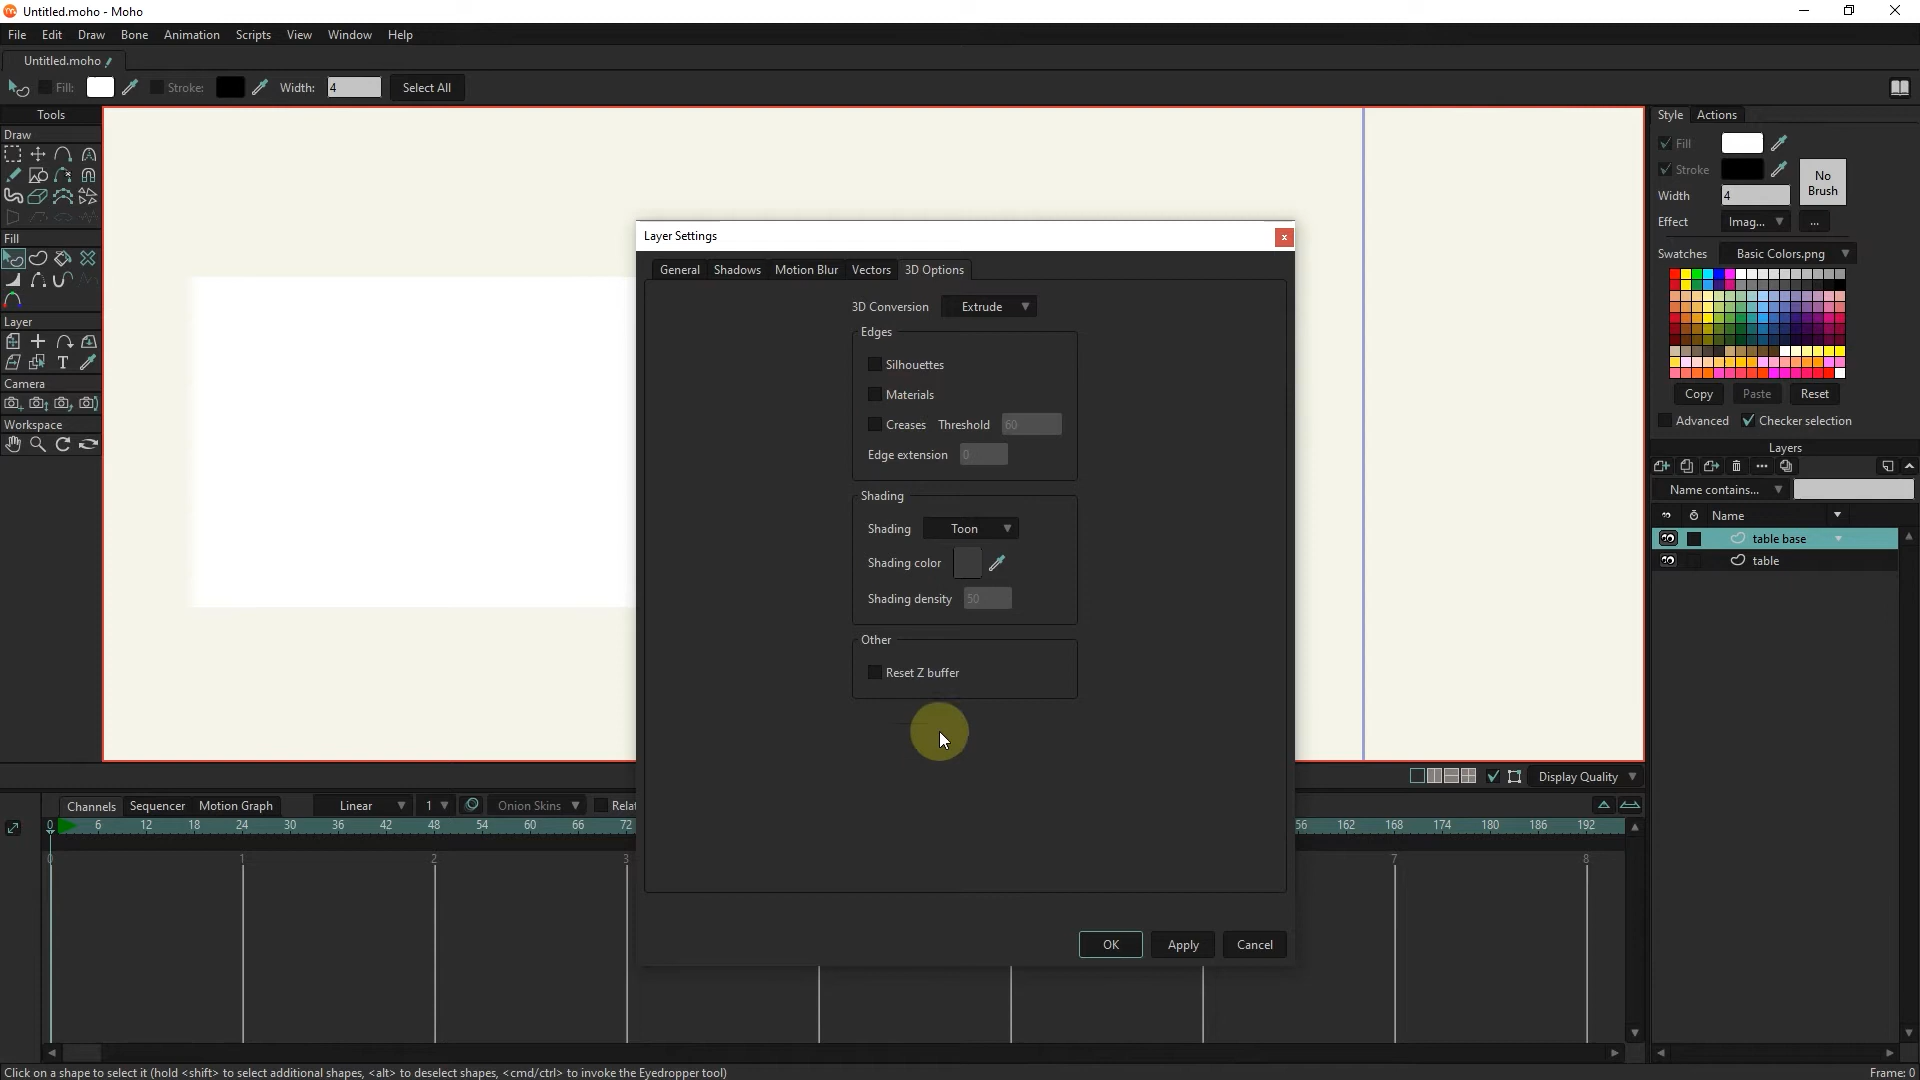 Untitled.moho - Moho
File Edit Draw Bone Animation Scripts View Window Help
Untitled.moho
Fill: Stroke: Width: 4 Select All
Tools
Draw
Fill
Layer
Camera
Workspace
Layer Settings
General Shadows Motion Blur Vectors 3D Options
3D Conversion Extrude
Edges
Silhouettes
Materials
Creases Threshold 60
Edge extension 0
Shading
Shading Toon
Shading color
Shading density 50
Other
Reset Z buffer
OK Apply Cancel
Style Actions
Fill
Stroke
No Brush
Width 4
Effect Imag... ...
Swatches Basic Colors.png
Copy Paste Reset
Advanced Checker selection
Layers
Name contains...
Name
table base
table
Display Quality
Channels Sequencer Motion Graph Linear 1 Onion Skins Relat
0 6 12 18 24 30 36 42 48 54 60 66 72 56 162 168 174 180 186 192
0 1 2 3 7 8
Click on a shape to select it (hold <shift> to select additional shapes, <alt> to deselect shapes, <cmd/ctrl> to invoke the Eyedropper tool) Frame: 0